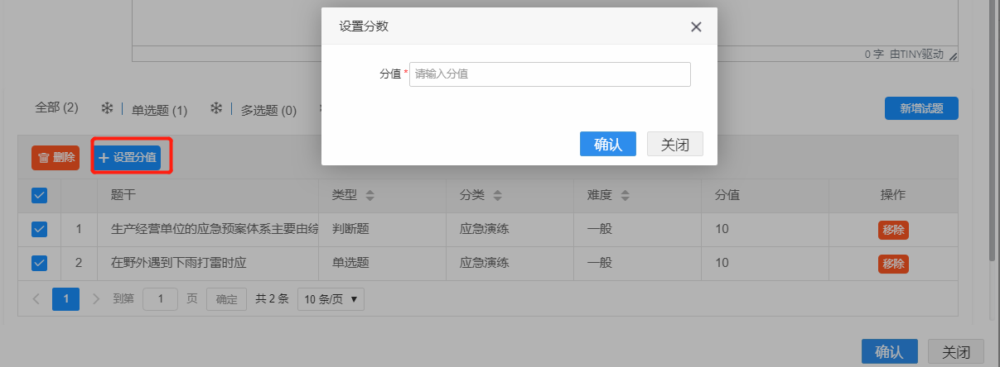 设置分数
分值 * 请输入分值
确认 关闭
0 字 由TINY驱动
全部 (2) 单选题 (1) 多选题 (0) 新增试题
删除 设置分值
题干 类型 分类 难度 分值 操作
1 生产经营单位的应急预案体系主要由综 判断题 应急演练 一般 10 移除
2 在野外遇到下雨打雷时应 单选题 应急演练 一般 10 移除
1 到第 1 页 确定 共 2 条 10 条/页
确认 关闭